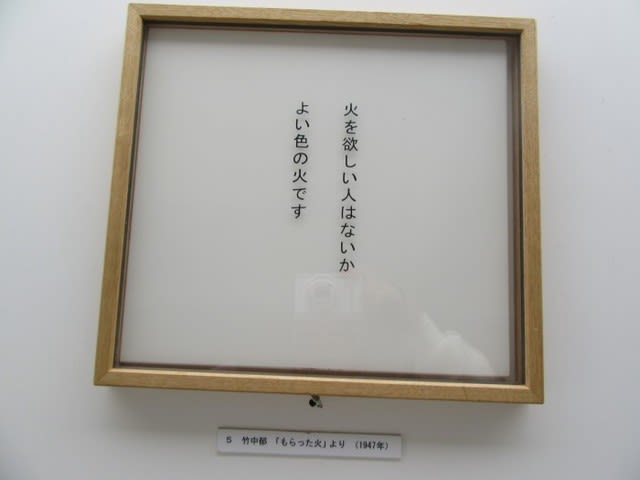 火を欲しい人はないか
よい色の火です
5 竹中郁 「もらった火」より (1947年)